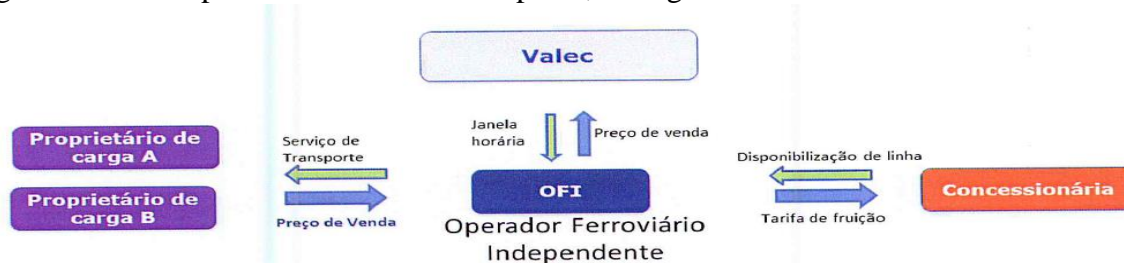 Valec
Proprietário de
carga A
Proprietário de
carga B
Serviço de
Transporte
Preço de Venda
Janela
horária
Preço de venda
OFI
Operador Ferroviário
Independente
Disponibilização de linha
Tarifa de fruição
Concessionária